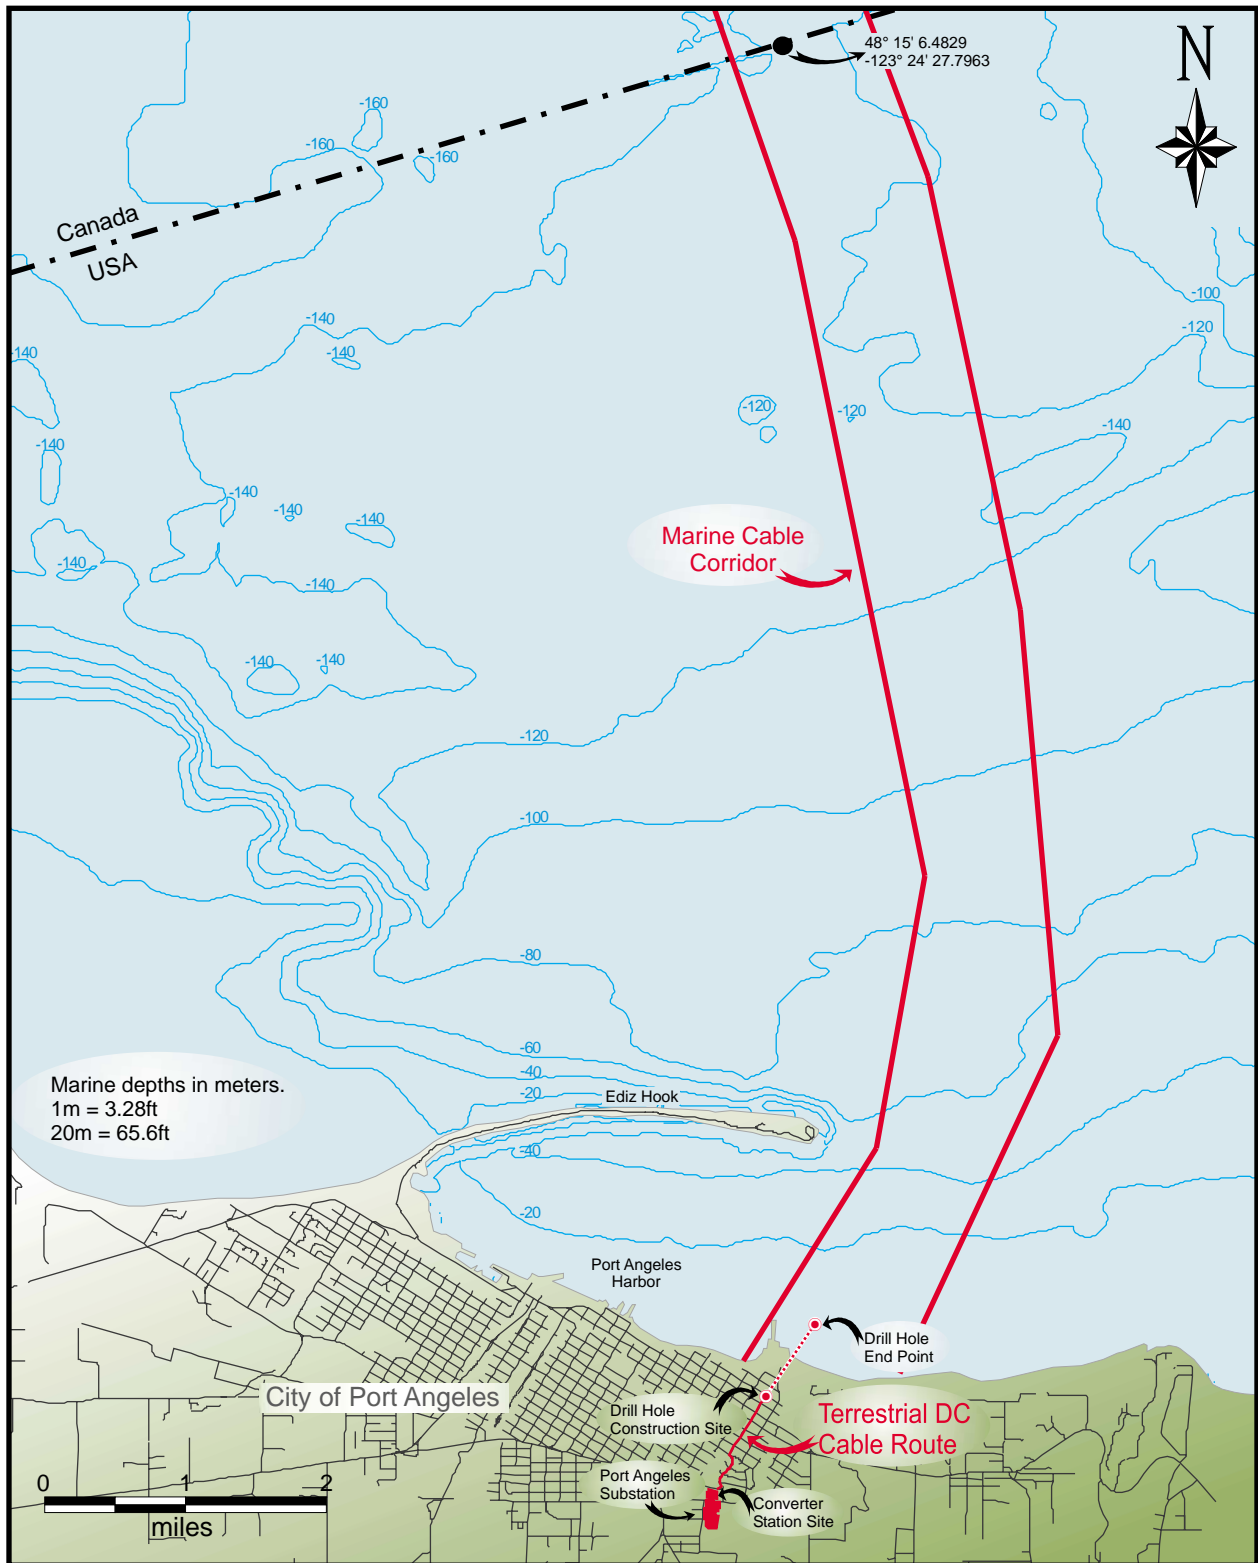 48° 15' 6.4829
-123° 24' 27.7963
N
-160
-160
-160
Canada
USA
-100
-120
-140
-140
-140
-140
-120
-120
-140
-140
-140
-140
-140
Marine Cable
Corridor
-140
-140
-140
-140
-120
-100
-80
-60
-40
-20
Marine depths in meters.
1m = 3.28ft
20m = 65.6ft
Ediz Hook
-40
-20
Port Angeles
Harbor
Drill Hole
End Point
City of Port Angeles
Drill Hole
Construction Site
Terrestrial DC
Cable Route
Port Angeles
Substation
Converter
Station Site
0 1 2
miles